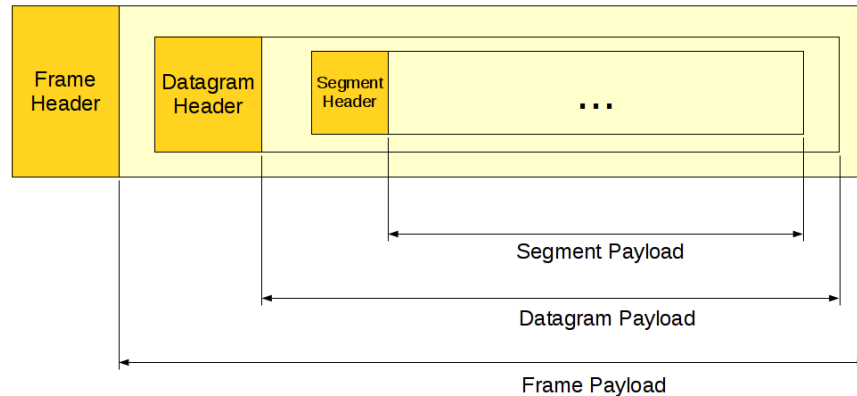 Frame
Header
Datagram
Header
Segment
Header
...
Segment Payload
Datagram Payload
Frame Payload